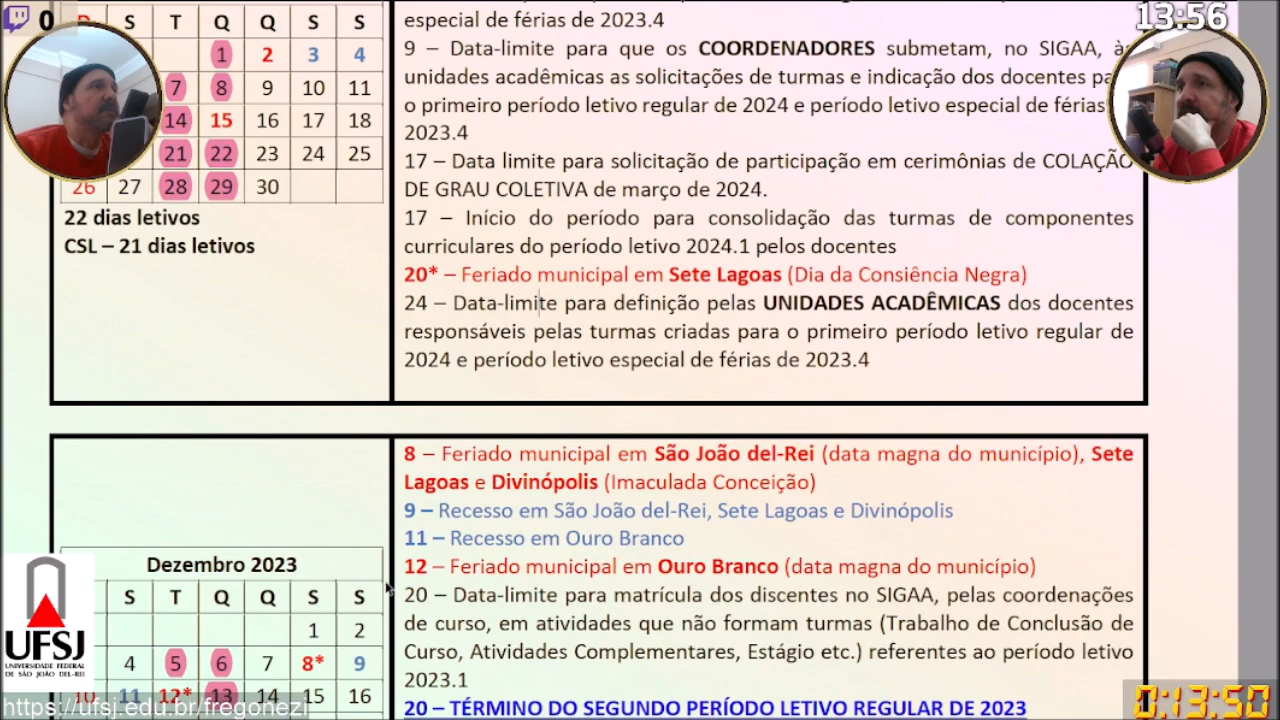 0
13:56
S T Q Q S S
1 2 3 4
7 8 9 10 11
14 15 16 17 18
21 22 23 24 25
26 27 28 29 30
22 dias letivos
CSL – 21 dias letivos
especial de férias de 2023.4
9 – Data-limite para que os COORDENADORES submetam, no SIGAA,
unidades acadêmicas as solicitações de turmas e indicação dos docentes
o primeiro período letivo regular de 2024 e período letivo especial de férias
2023.4
17 – Data limite para solicitação de participação em cerimônias de COLAÇÃO
DE GRAU COLETIVA de março de 2024.
17 – Início do período para consolidação das turmas de componentes
curriculares do período letivo 2024.1 pelos docentes
20* – Feriado municipal em Sete Lagoas (Dia da Consiência Negra)
24 – Data-limite para definição pelas UNIDADES ACADÊMICAS dos docentes
responsáveis pelas turmas criadas para o primeiro período letivo regular de
2024 e período letivo especial de férias de 2023.4
Dezembro 2023
S T Q Q S S
1 2
4 5 6 7 8* 9
10 11 12* 13 14 15 16
8 – Feriado municipal em São João del-Rei (data magna do município), Sete
Lagoas e Divinópolis (Imaculada Conceição)
9 – Recesso em São João del-Rei, Sete Lagoas e Divinópolis
11 – Recesso em Ouro Branco
12 – Feriado municipal em Ouro Branco (data magna do município)
20 – Data-limite para matrícula dos discentes no SIGAA, pelas coordenações
de curso, em atividades que não formam turmas (Trabalho de Conclusão de
Curso, Atividades Complementares, Estágio etc.) referentes ao período letivo
2023.1
20 – TÉRMINO DO SEGUNDO PERÍODO LETIVO REGULAR DE 2023
UFSJ
UNIVERSIDADE FEDERAL
DE SÃO JOÃO DEL-REI
https://ufsj.edu.br/fregonezi
0:13:50